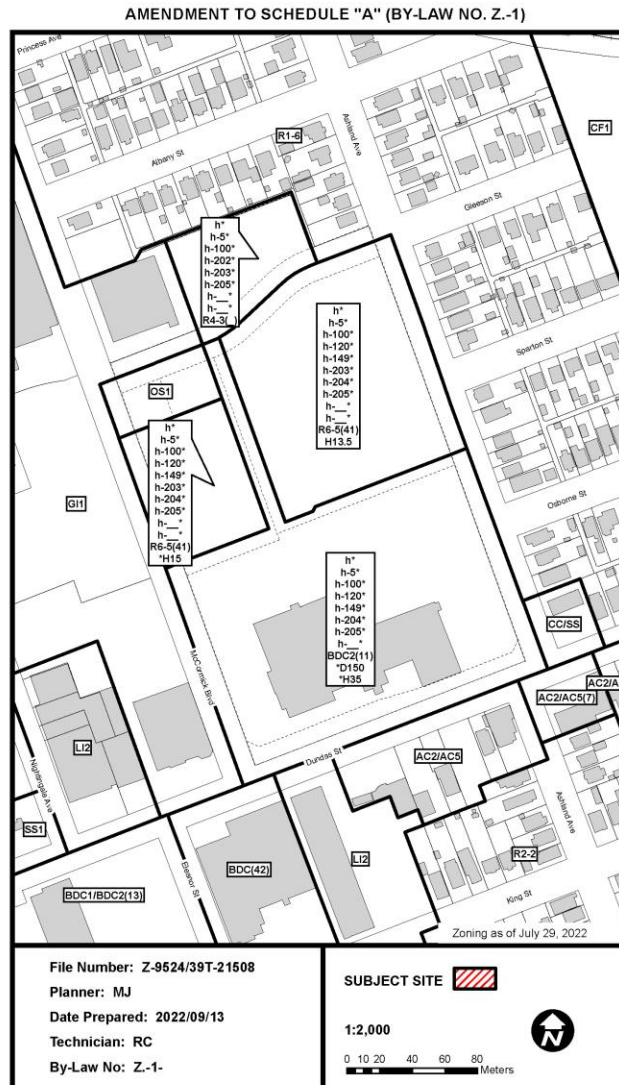 AMENDMENT TO SCHEDULE "A" (BY-LAW NO. Z.-1)
Princess Ave
Albany St
R1-6
Ashland Ave
CF1
Gleeson St
h*
h-5*
h-100*
h-202*
h-203*
h-205*
h-__*
h-__*
R4-3(_)
h*
h-5*
h-100*
h-120*
h-149*
h-203*
h-204*
h-205*
h-__*
h-__*
R6-5(41)
H13.5
Sparton St
OS1
h*
h-5*
h-100*
h-120*
h-149*
h-203*
h-204*
h-205*
h-__*
h-__*
R6-5(41)
*H15
GI1
Osborne St
h*
h-5*
h-100*
h-120*
h-149*
h-204*
h-205*
h-__*
BDC2(11)
*D150
*H35
CC/SS
McCormick Blvd
AC2/A
AC2/AC5(7)
Dundas St
AC2/AC5
LI2
Nightingale Ave
SS1
Ashland Ave
R2-2
BDC(42)
LI2
Eleanor St
BDC1/BDC2(13)
King St
Zoning as of July 29, 2022
File Number: Z-9524/39T-21508
Planner: MJ
Date Prepared: 2022/09/13
Technician: RC
By-Law No: Z.-1-
SUBJECT SITE
1:2,000
0 10 20 40 60 80
Meters
N